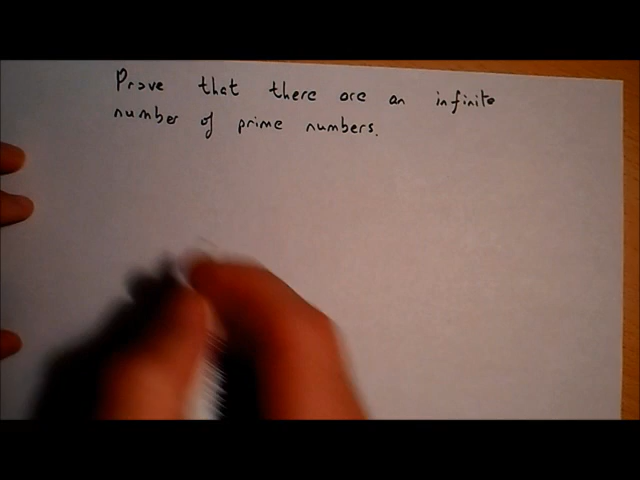 Prove that there are an infinite
number of prime numbers.